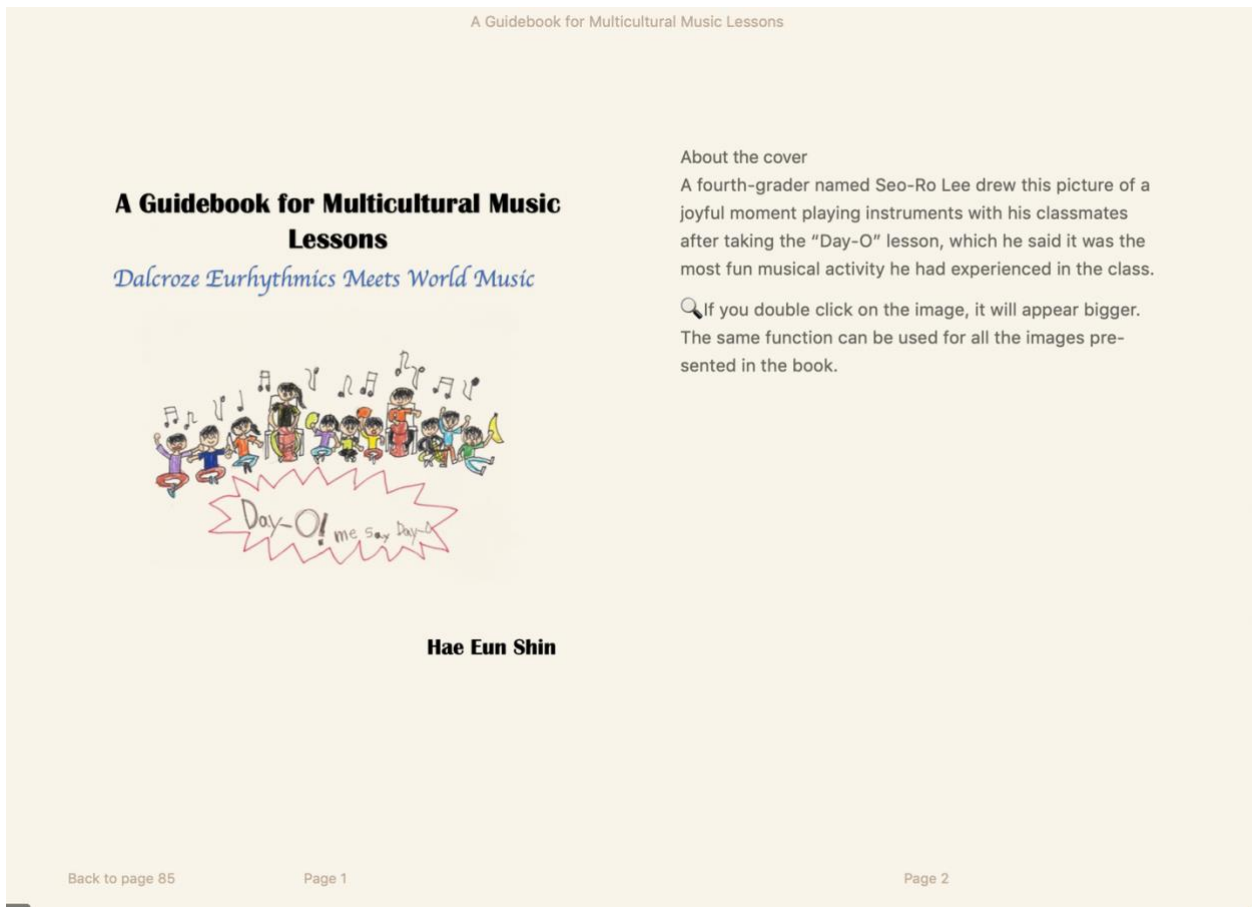 A Guidebook for Multicultural Music Lessons
A Guidebook for Multicultural Music
Lessons
Dalcroze Eurhythmics Meets World Music
Day-O! me say Day-O
Hae Eun Shin
About the cover
A fourth-grader named Seo-Ro Lee drew this picture of a
joyful moment playing instruments with his classmates
after taking the “Day-O” lesson, which he said it was the
most fun musical activity he had experienced in the class.
🔍If you double click on the image, it will appear bigger.
The same function can be used for all the images pre-
sented in the book.
Back to page 85
Page 1
Page 2